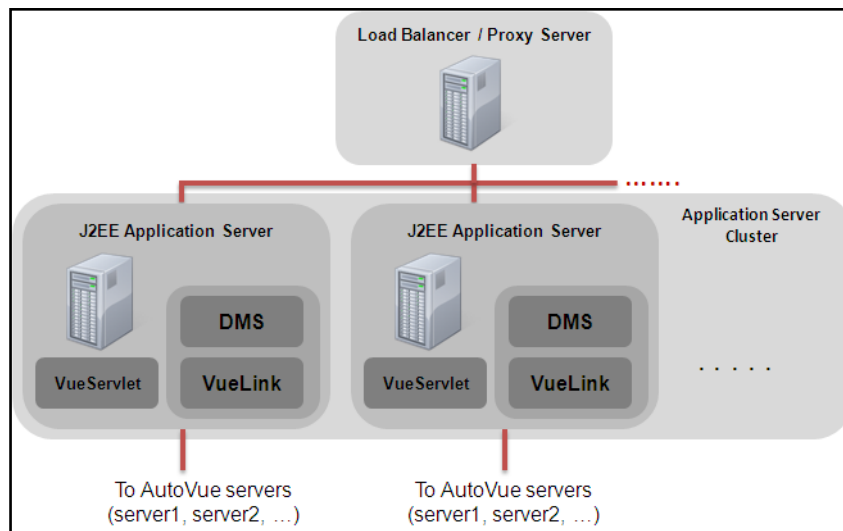 Load Balancer / Proxy Server
.......
J2EE Application Server
DMS
VueServlet
VueLink
J2EE Application Server
DMS
VueServlet
VueLink
Application Server
Cluster
. . . . .
To AutoVue servers
(server1, server2, ...)
To AutoVue servers
(server1, server2, ...)